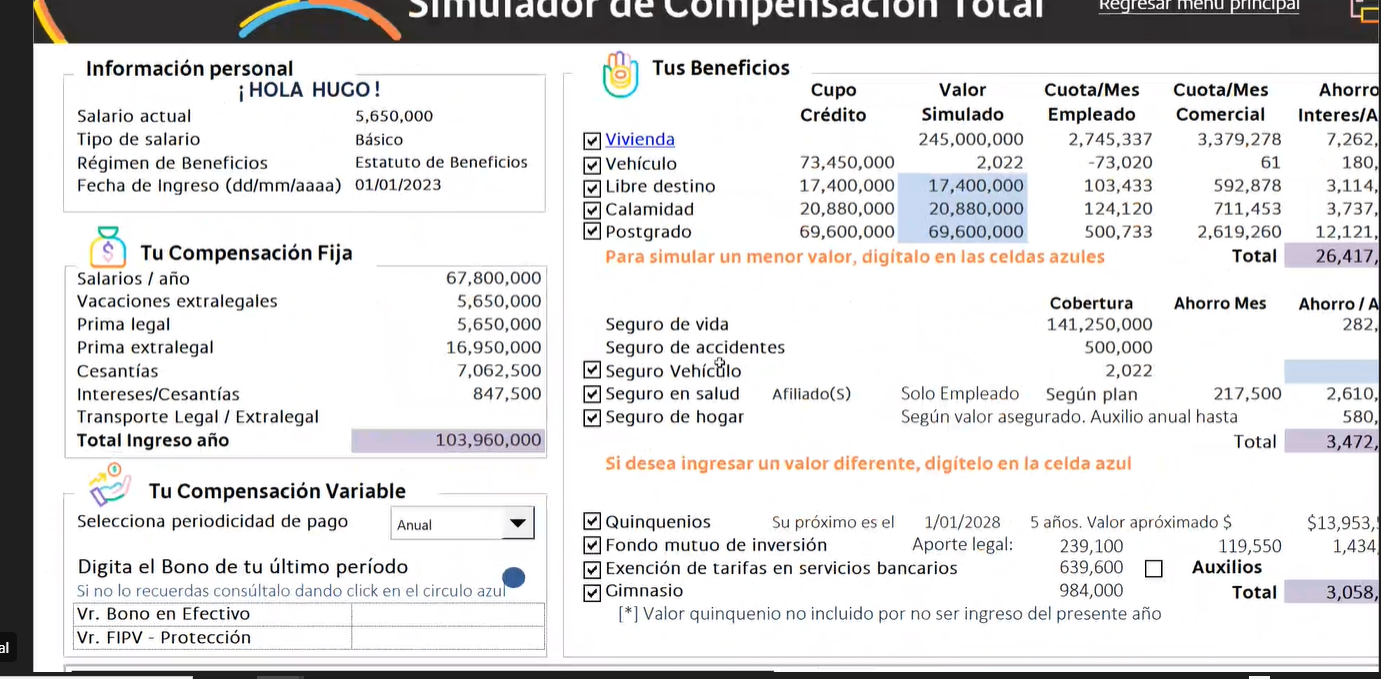 Simulador de Compensación Total
Regresar menú principal
Información personal
¡HOLA HUGO!
Salario actual 5,650,000
Tipo de salario Básico
Régimen de Beneficios Estatuto de Beneficios
Fecha de Ingreso (dd/mm/aaaa) 01/01/2023
Tu Compensación Fija
Salarios / año 67,800,000
Vacaciones extralegales 5,650,000
Prima legal 5,650,000
Prima extralegal 16,950,000
Cesantías 7,062,500
Intereses/Cesantías 847,500
Transporte Legal / Extralegal
Total Ingreso año 103,960,000
Tu Compensación Variable
Selecciona periodicidad de pago Anual
Digita el Bono de tu último período
Si no lo recuerdas consúltalo dando click en el circulo azul
Vr. Bono en Efectivo
Vr. FIPV - Protección
Tus Beneficios
Cupo Valor Cuota/Mes Cuota/Mes Ahorro
Crédito Simulado Empleado Comercial Interes/A
Vivienda 245,000,000 2,745,337 3,379,278 7,262,
Vehículo 73,450,000 2,022 -73,020 61 180,
Libre destino 17,400,000 17,400,000 103,433 592,878 3,114,
Calamidad 20,880,000 20,880,000 124,120 711,453 3,737,
Postgrado 69,600,000 69,600,000 500,733 2,619,260 12,121,
Para simular un menor valor, digítalo en las celdas azules Total 26,417,
Cobertura Ahorro Mes Ahorro / A
Seguro de vida 141,250,000 282,
Seguro de accidentes 500,000
Seguro Vehículo 2,022
Seguro en salud Afiliado(S) Solo Empleado Según plan 217,500 2,610,
Seguro de hogar Según valor asegurado. Auxilio anual hasta 580,
Total 3,472,
Si desea ingresar un valor diferente, digítelo en la celda azul
Quinquenios Su próximo es el 1/01/2028 5 años. Valor apróximado $ $13,953,
Fondo mutuo de inversión Aporte legal: 239,100 119,550 1,434,
Exención de tarifas en servicios bancarios 639,600 Auxilios
Gimnasio 984,000 Total 3,058,
[*] Valor quinquenio no incluido por no ser ingreso del presente año
al